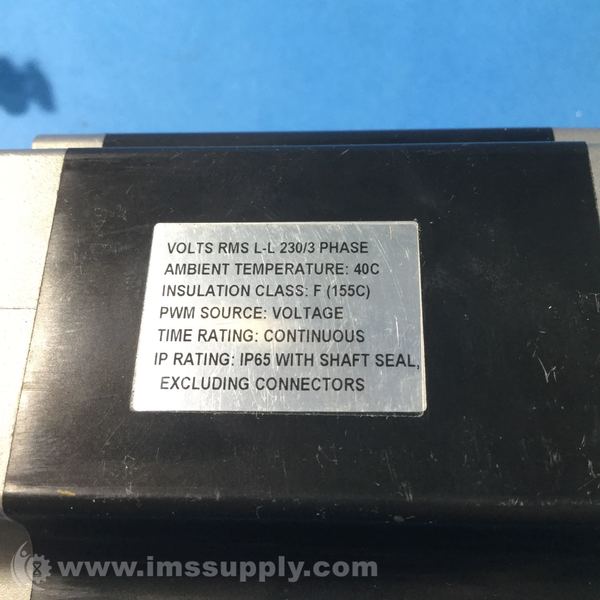 VOLTS RMS L-L 230/3 PHASE
AMBIENT TEMPERATURE: 40C
INSULATION CLASS: F (155C)
PWM SOURCE: VOLTAGE
TIME RATING: CONTINUOUS
IP RATING: IP65 WITH SHAFT SEAL,
EXCLUDING CONNECTORS
www.imssupply.com